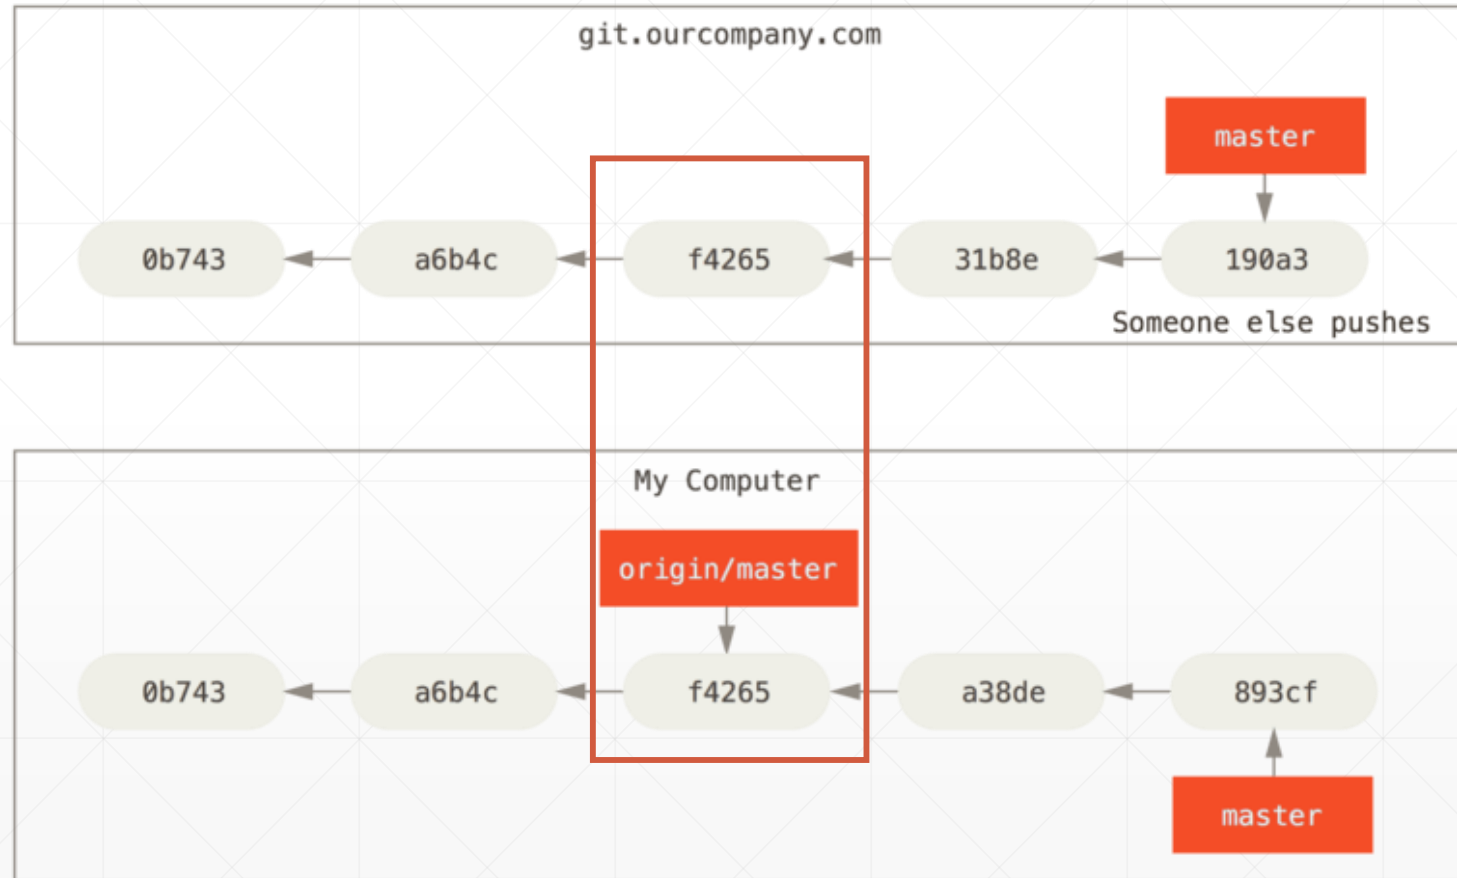 git.ourcompany.com
master
0b743
a6b4c
f4265
31b8e
190a3
Someone else pushes
My Computer
origin/master
0b743
a6b4c
f4265
a38de
893cf
master